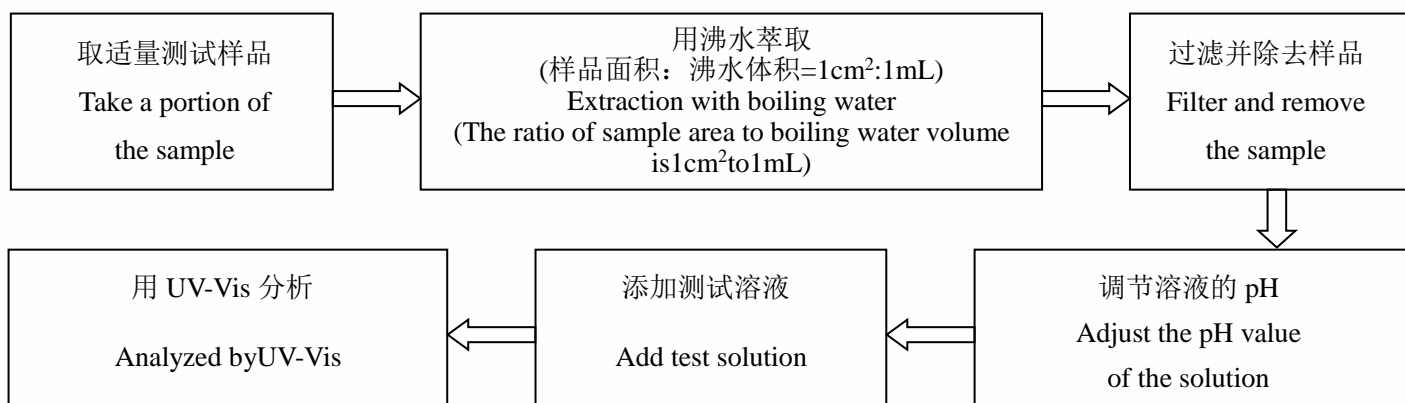 取适量测试样品
Take a portion of
the sample
用沸水萃取
(样品面积：沸水体积=1cm²:1mL)
Extraction with boiling water
(The ratio of sample area to boiling water volume
is1cm²to1mL)
过滤并除去样品
Filter and remove
the sample
调节溶液的 pH
Adjust the pH value
of the solution
添加测试溶液
Add test solution
用 UV-Vis 分析
Analyzed byUV-Vis